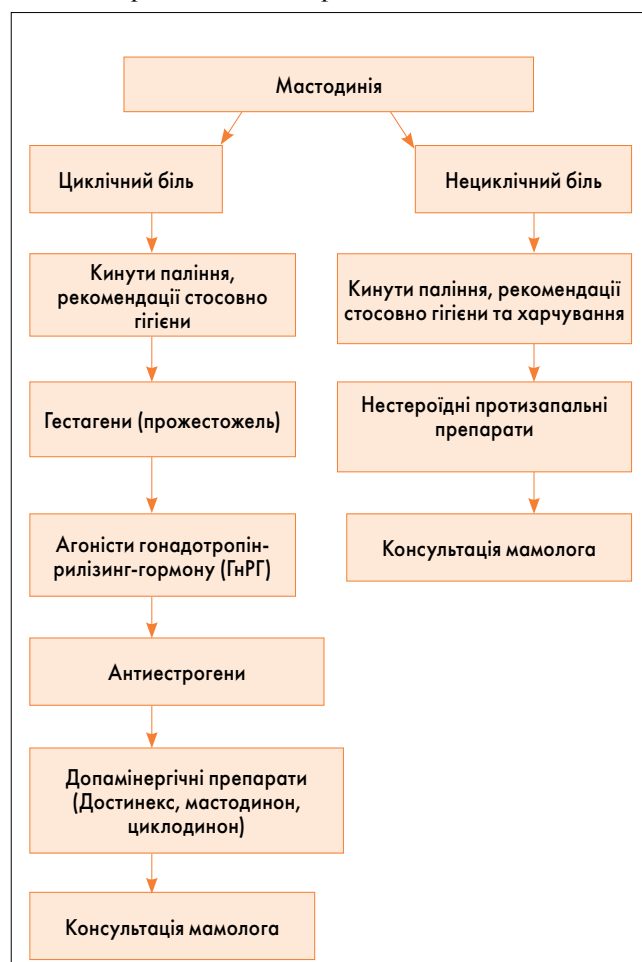 Мастодинія
Циклічний біль
Нециклічний біль
Кинути паління,
рекомендації стосовно
гігієни
Кинути паління, рекомендації
стосовно гігієни та харчування
Гестагени (прожестожель)
Нестероїдні протизапальні
препарати
Агоністи гонадотропін-
рилізинг-гормону (ГнРГ)
Консультація мамолога
Антиестрогени
Допамінергічні препарати
(Достинекс, мастодинон,
циклодинон)
Консультація мамолога